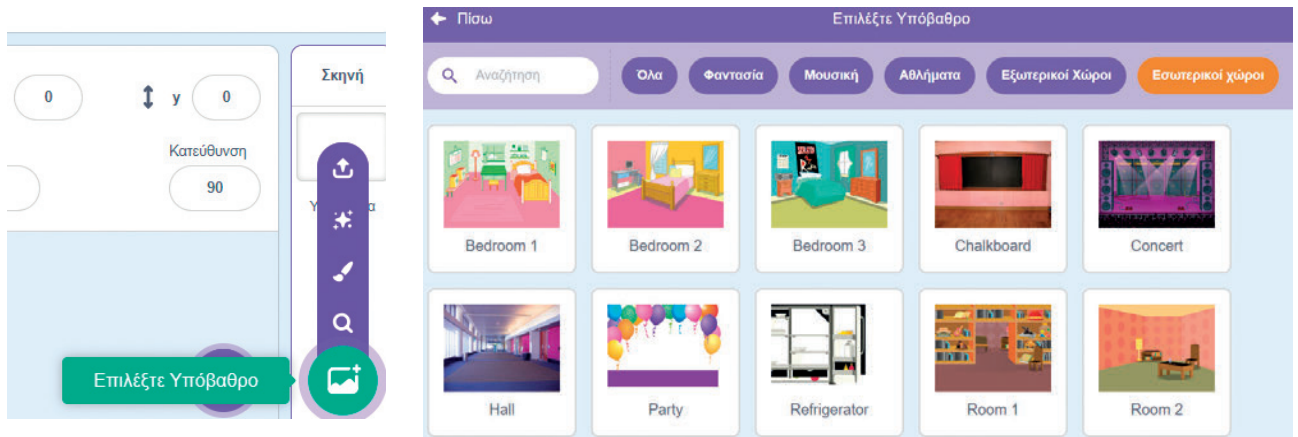 Σκηνή
0
y
0
Κατεύθυνση
90
Επιλέξτε Υπόβαθρο
Πίσω
Επιλέξτε Υπόβαθρο
Αναζήτηση
Όλα
Φαντασία
Μουσική
Αθλήματα
Εξωτερικοί Χώροι
Εσωτερικοί χώροι
Bedroom 1
Bedroom 2
Bedroom 3
Chalkboard
Concert
Hall
Party
Refrigerator
Room 1
Room 2